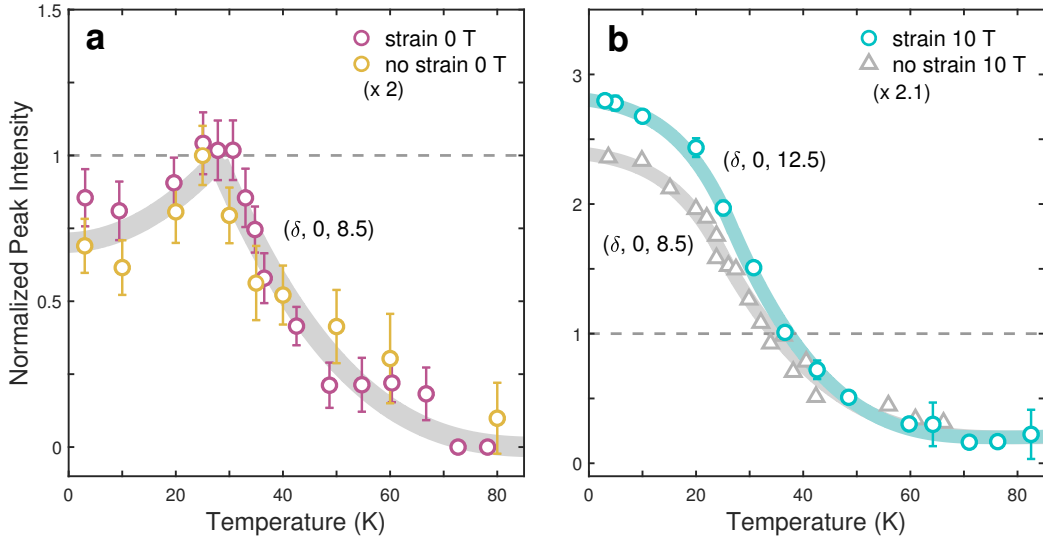 a
strain 0 T
no strain 0 T
(x 2)
(δ, 0, 8.5)
Normalized Peak Intensity
1.5
1
0.5
0
0 20 40 60 80
Temperature (K)
b
strain 10 T
no strain 10 T
(x 2.1)
(δ, 0, 12.5)
(δ, 0, 8.5)
3
2
1
0
0 20 40 60 80
Temperature (K)